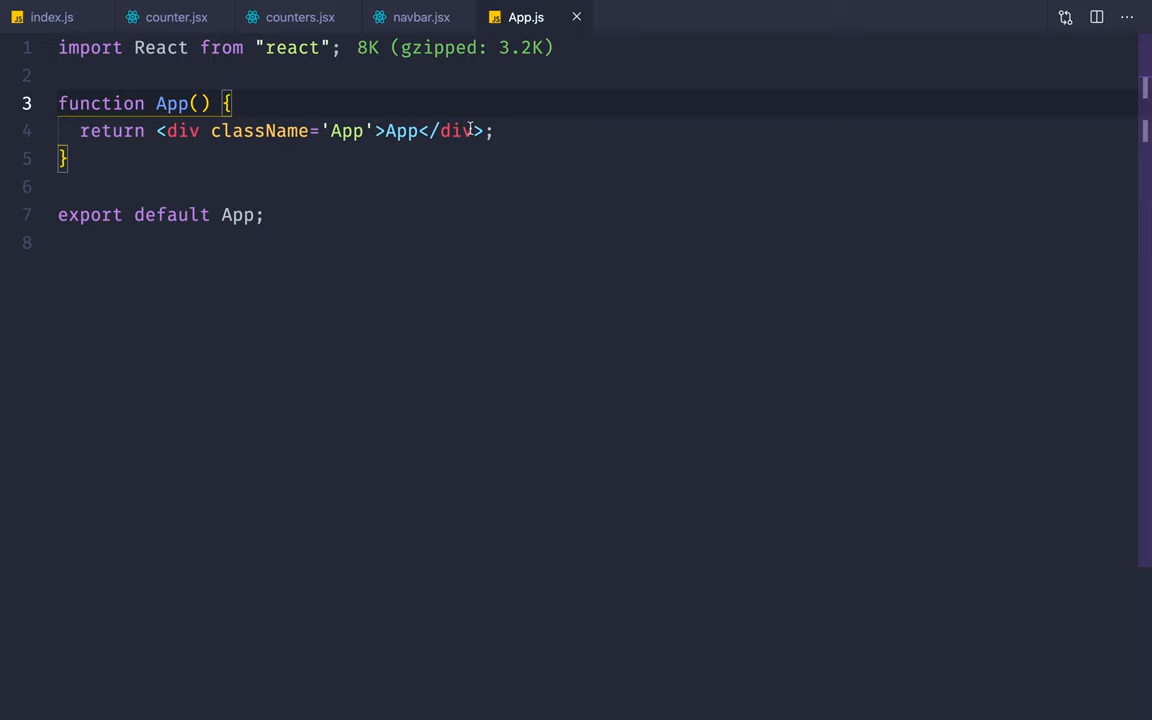 index.js counter.jsx counters.jsx navbar.jsx App.js
1 import React from "react"; 8K (gzipped: 3.2K)
2
3 function App() {
4 return <div className='App'>App</div>;
5 }
6
7 export default App;
8